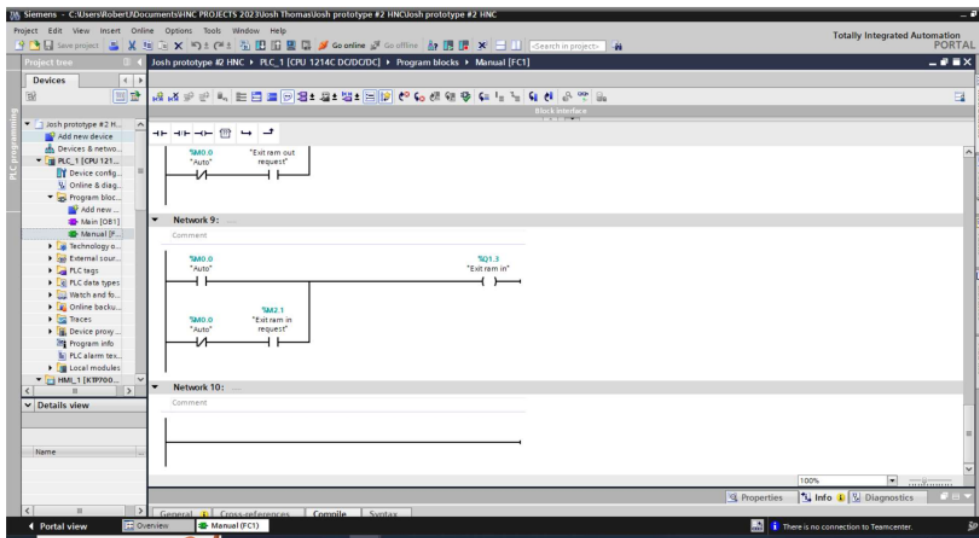 Siemens - C:\Users\RobertJ\Documents\HNC PROJECTS 2023\Josh Thomas\Josh prototype #2 HNC\Josh prototype #2 HNC
Project Edit View Insert Online Options Tools Window Help
Totally Integrated Automation
PORTAL
Save project
Go online
Go offline
<Search in project>
Project tree
Josh prototype #2 HNC ▸ PLC_1 [CPU 1214C DC/DC/DC] ▸ Program blocks ▸ Manual [FC1]
Devices
Block interface
PLC programming
Josh prototype #2 H...
Add new device
Devices & netwo...
PLC_1 [CPU 121...
Device config...
Online & diag...
Program bloc...
Add new ...
Main [OB1]
Manual [F...
Technology o...
External sour...
PLC tags
PLC data types
Watch and fo...
Online backu...
Traces
Device proxy ...
Program info
PLC alarm tex...
Local modules
HMI_1 [KTP700...
Details view
Name
%M0.0
"Auto"
"Exit ram out
request"
Network 9: ....
Comment
%M0.0
"Auto"
%Q1.3
"Exit ram in"
%M0.0
"Auto"
%M2.1
"Exit ram in
request"
Network 10: ....
Comment
100%
Properties
Info
Diagnostics
General
Cross-references
Compile
Syntax
Portal view
Overview
Manual (FC1)
There is no connection to Teamcenter.